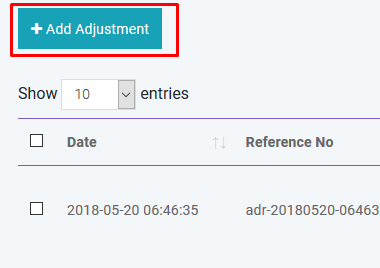 + Add Adjustment
Show 10 entries
Date Reference No
2018-05-20 06:46:35 adr-20180520-06463